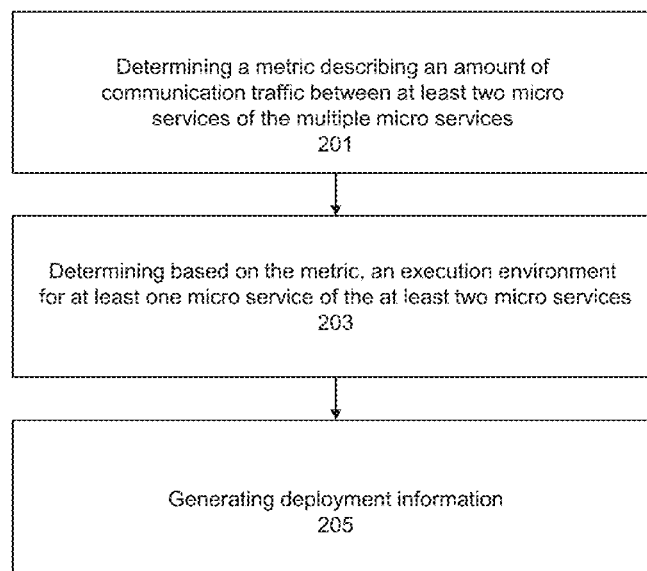 Determining a metric describing an amount of
communication traffic between at least two micro
services of the multiple micro services
201
Determining based on the metric, an execution environment
for at least one micro service of the at least two micro services
203
Generating deployment information
205